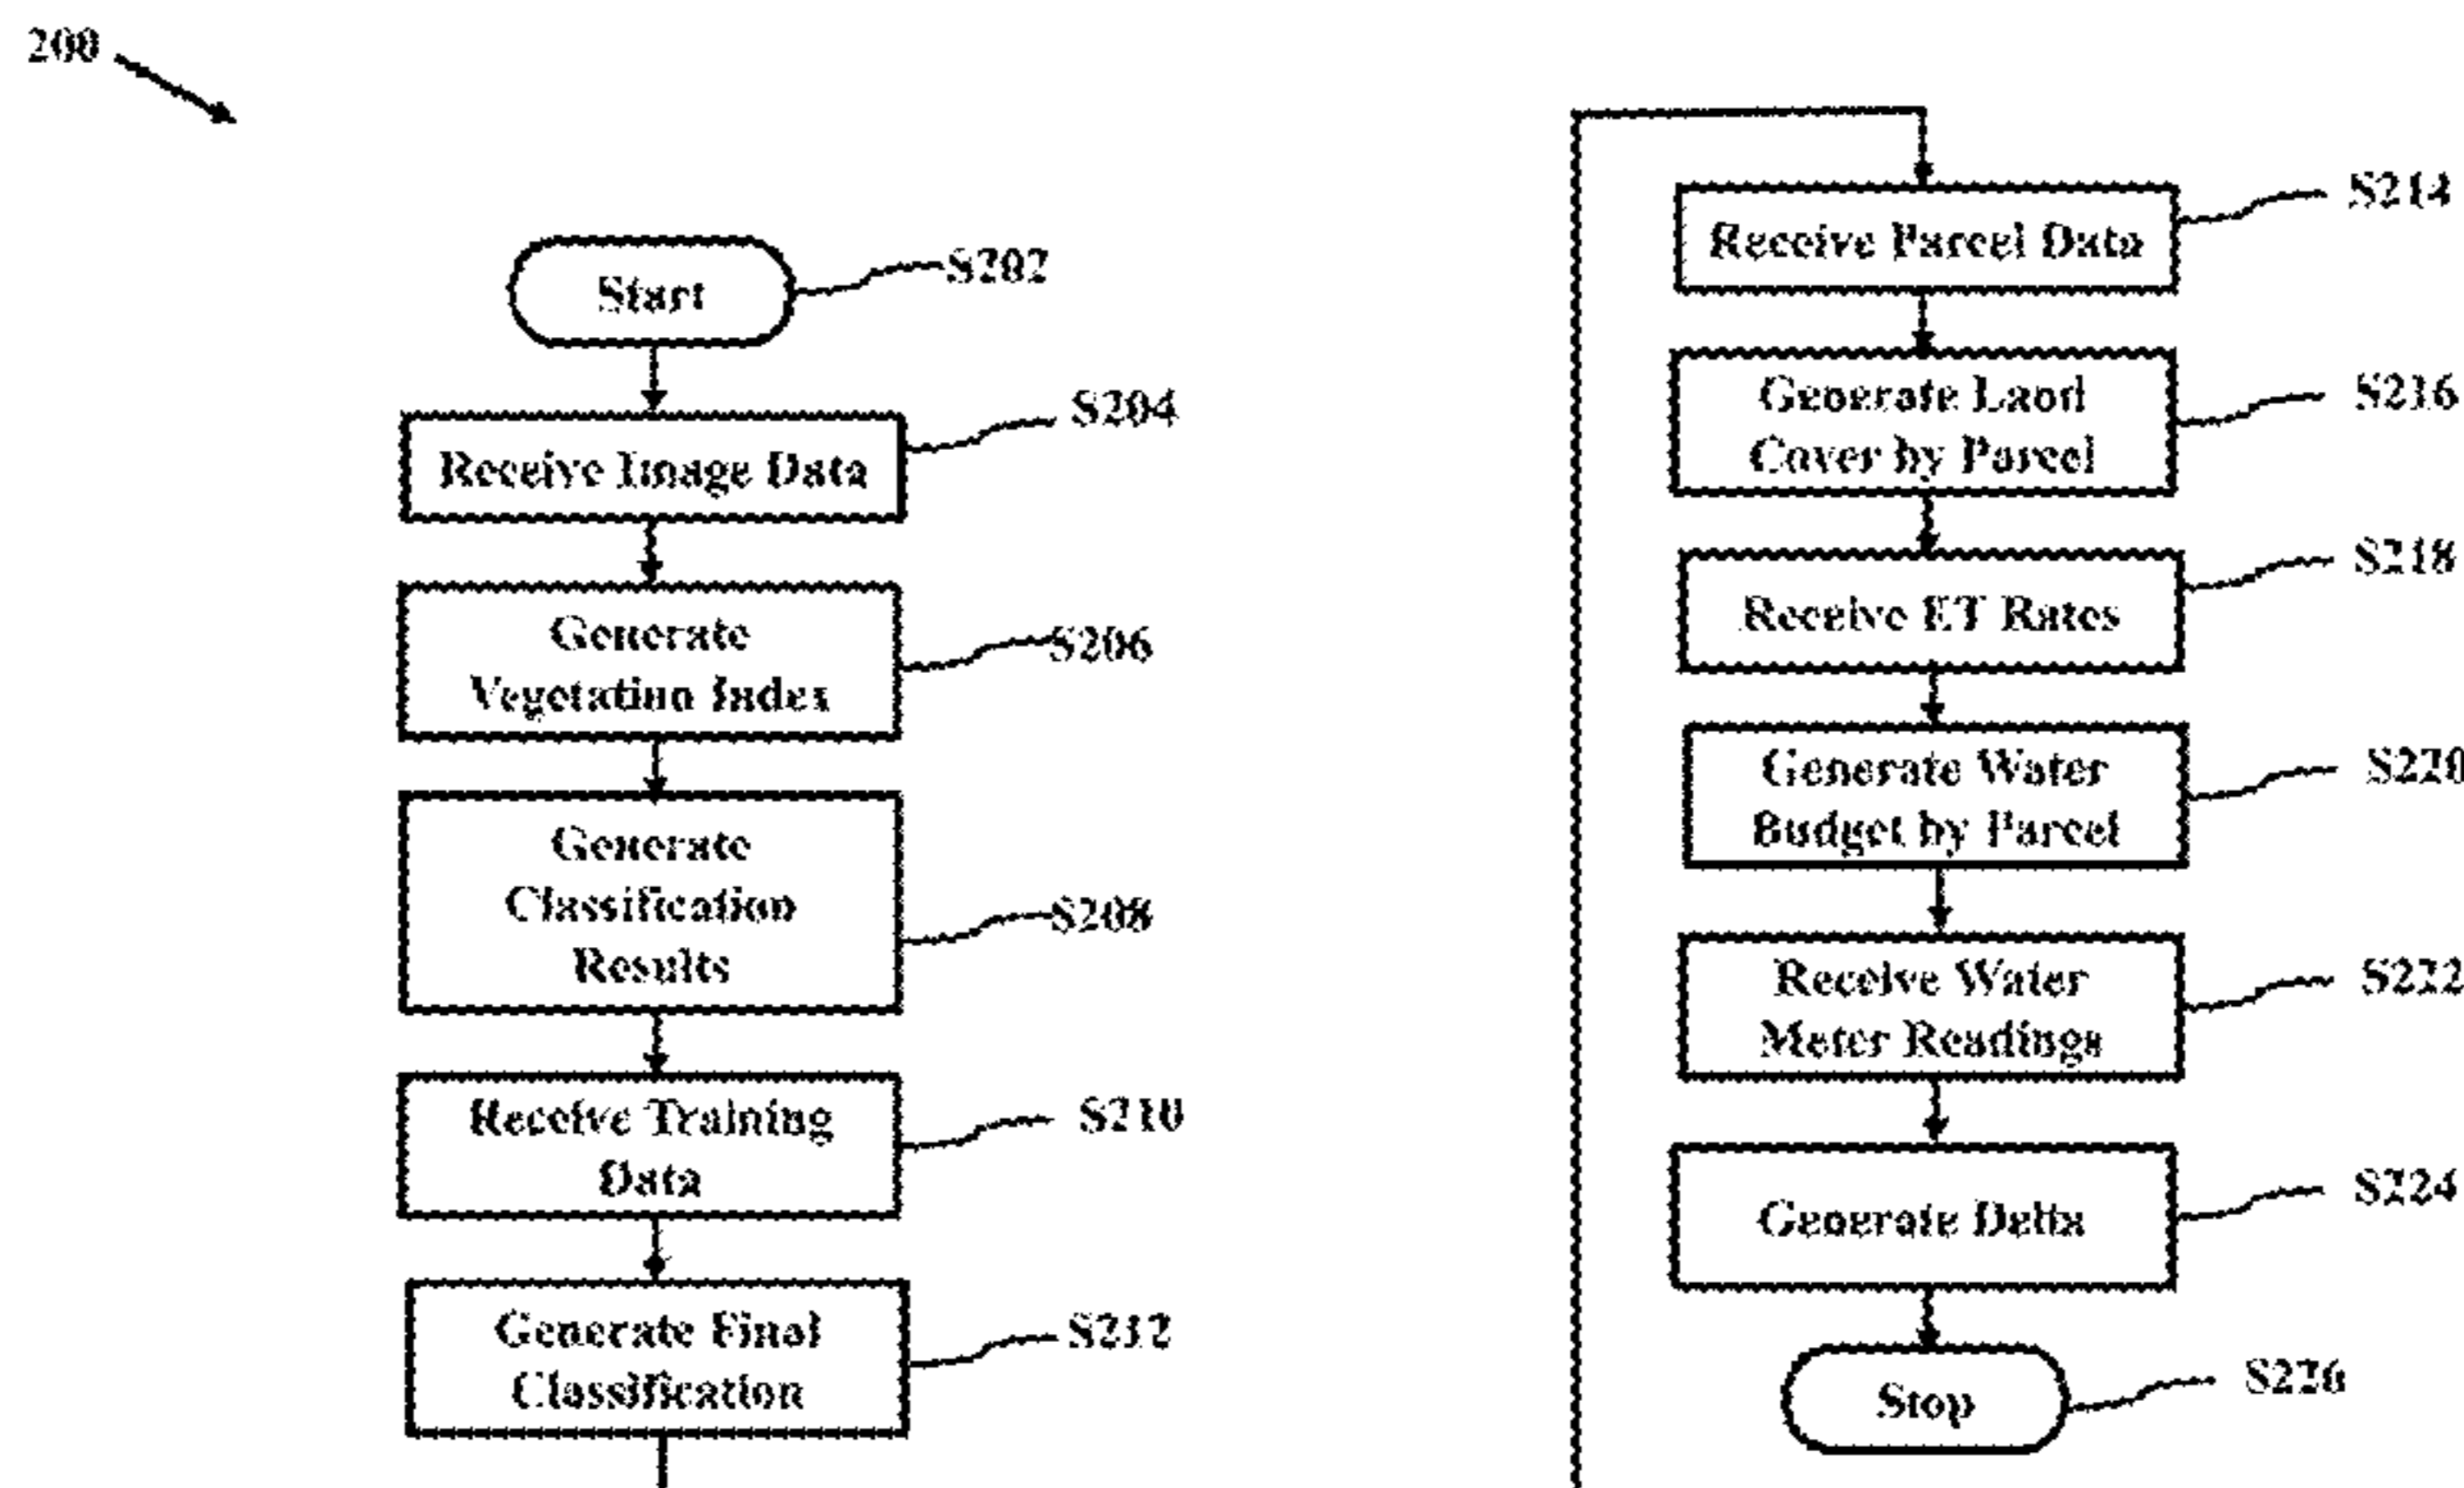 200
Start
S202
Receive Image Data
S204
Generate
Vegetation Index
S206
Generate
Classification
Results
S208
Receive Training
Data
S210
Generate Final
Classification
S212
Receive Parcel Data
S214
Generate Land
Cover by Parcel
S216
Receive ET Rates
S218
Generate Water
Budget by Parcel
S220
Receive Water
Meter Readings
S222
Generate Delta
S224
Stop
S226